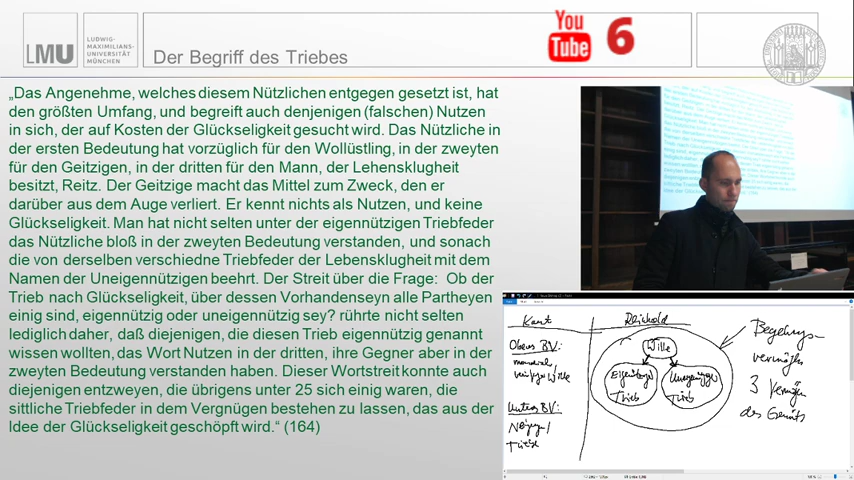 LMU
LUDWIG-
MAXIMILIANS-
UNIVERSITÄT
MÜNCHEN
Der Begriff des Triebes
You
Tube
6
„Das Angenehme, welches diesem Nützlichen entgegen gesetzt ist, hat
den größten Umfang, und begreift auch denjenigen (falschen) Nutzen
in sich, der auf Kosten der Glückseligkeit gesucht wird. Das Nützliche in
der ersten Bedeutung hat vorzüglich für den Wollüstling, in der zweyten
für den Geitzigen, in der dritten für den Mann, der Lehensklugheit
besitzt, Reitz. Der Geitzige macht das Mittel zum Zweck, den er
darüber aus dem Auge verliert. Er kennt nichts als Nutzen, und keine
Glückseligkeit. Man hat nicht selten unter der eigennützigen Triebfeder
das Nützliche bloß in der zweyten Bedeutung verstanden, und sonach
die von derselben verschiedne Triebfeder der Lebensklugheit mit dem
Namen der Uneigennützigen beehrt. Der Streit über die Frage: Ob der
Trieb nach Glückseligkeit, über dessen Vorhandenseyn alle Partheyen
einig sind, eigennützig oder uneigennützig sey? rührte nicht selten
lediglich daher, daß diejenigen, die diesen Trieb eigennützig genannt
wissen wollten, das Wort Nutzen in der dritten, ihre Gegner aber in der
zweyten Bedeutung verstanden haben. Dieser Wortstreit konnte auch
diejenigen entzweyen, die übrigens unter 25 sich einig waren, die
sittliche Triebfeder in dem Vergnügen bestehen zu lassen, das aus der
Idee der Glückseligkeit geschöpft wird.“ (164)
Kant
Reinhold
Oberes BV:
Wille
Unteres BV:
Trieb
Trieb
Begehrungs-
vermögen
3 Vermögen
des Gemüts